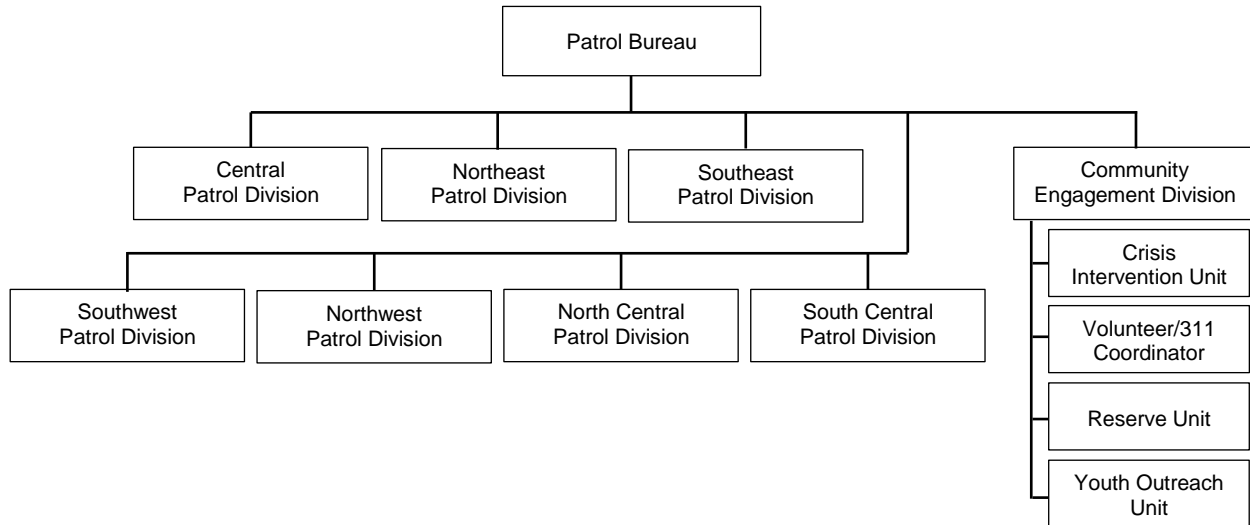 Patrol Bureau
Central
Patrol Division
Northeast
Patrol Division
Southeast
Patrol Division
Community
Engagement Division
Crisis
Intervention Unit
Volunteer/311
Coordinator
Reserve Unit
Youth Outreach
Unit
Southwest
Patrol Division
Northwest
Patrol Division
North Central
Patrol Division
South Central
Patrol Division